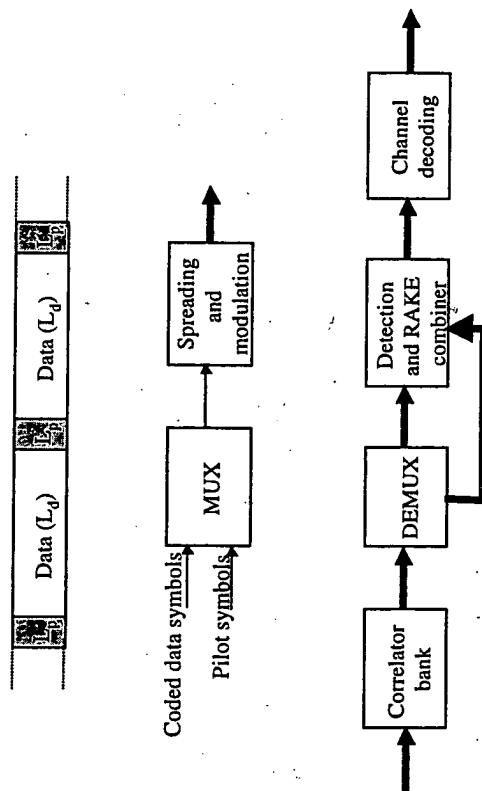 Data (L_d)
Data (L_d)
Coded data symbols
Pilot symbols
MUX
Spreading
and
modulation
Correlator
bank
DEMUX
Detection
and RAKE
combiner
Channel
decoding